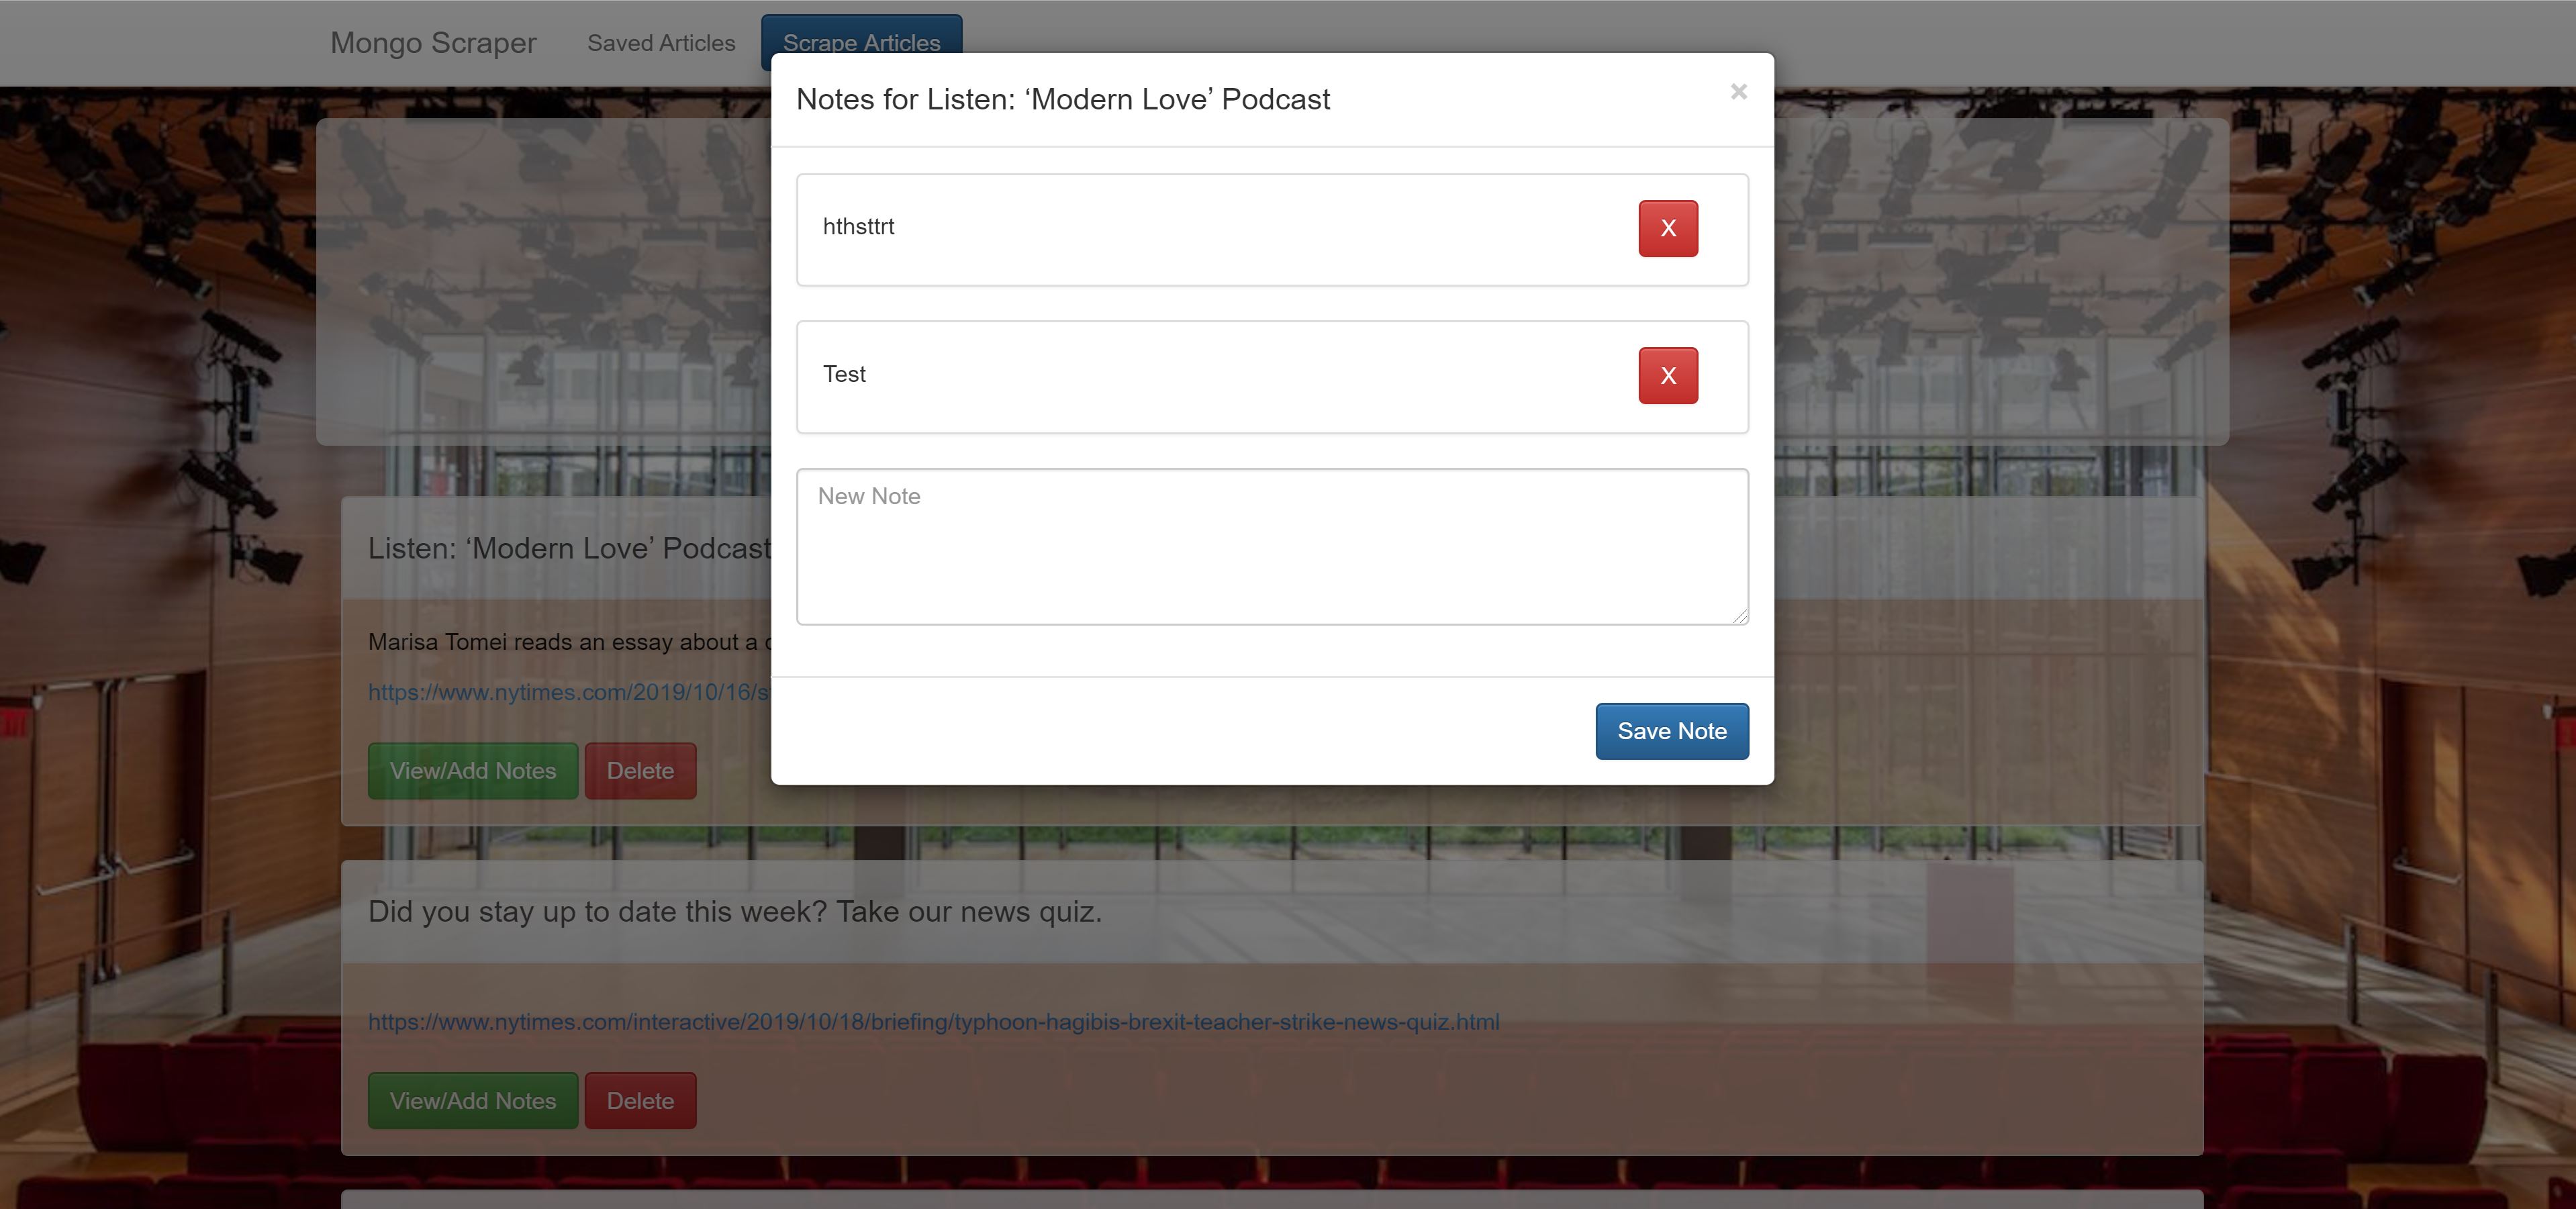 Mongo Scraper
Saved Articles
Scrape Articles
Notes for Listen: ‘Modern Love’ Podcast
×
hthsttrt
X
Test
X
New Note
Save Note
Listen: ‘Modern Love’ Podcast
Marisa Tomei reads an essay about a
https://www.nytimes.com/2019/10/16/s
View/Add Notes
Delete
Did you stay up to date this week? Take our news quiz.
https://www.nytimes.com/interactive/2019/10/18/briefing/typhoon-hagibis-brexit-teacher-strike-news-quiz.html
View/Add Notes
Delete